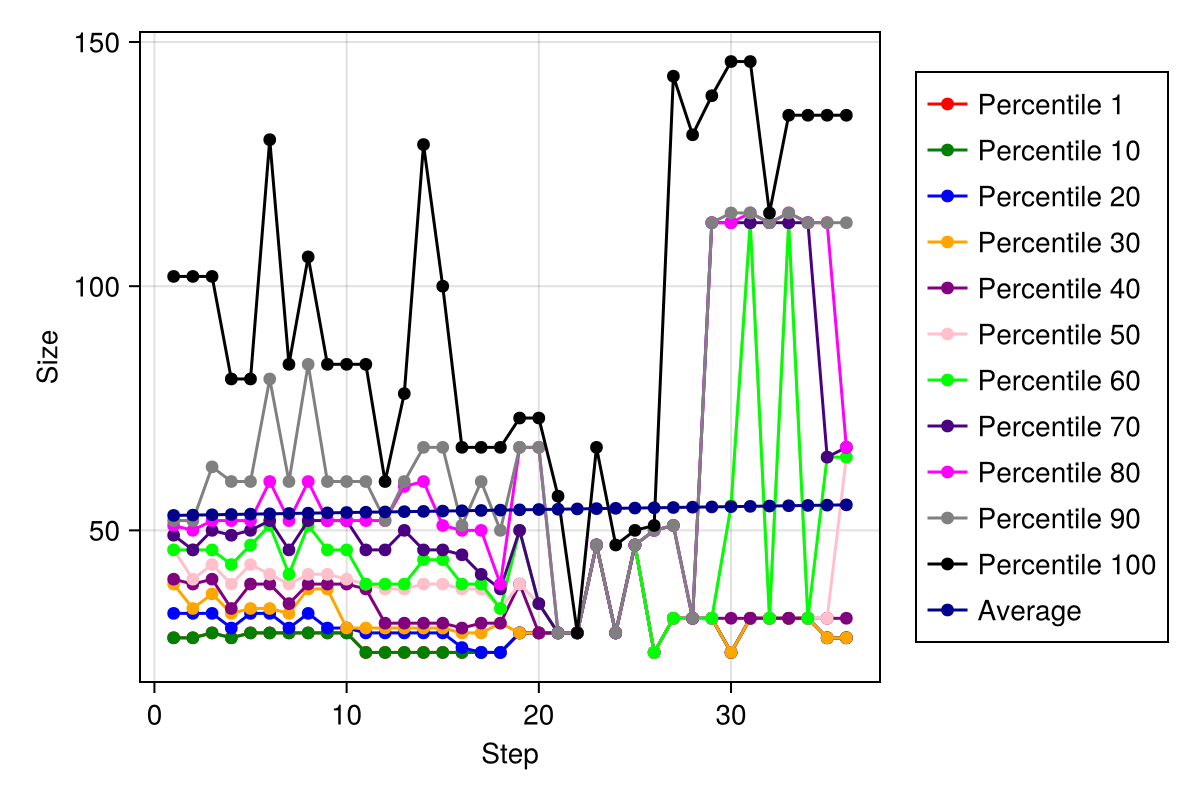 150
100
50
Size
0
10
20
30
Step
Percentile 1
Percentile 10
Percentile 20
Percentile 30
Percentile 40
Percentile 50
Percentile 60
Percentile 70
Percentile 80
Percentile 90
Percentile 100
Average